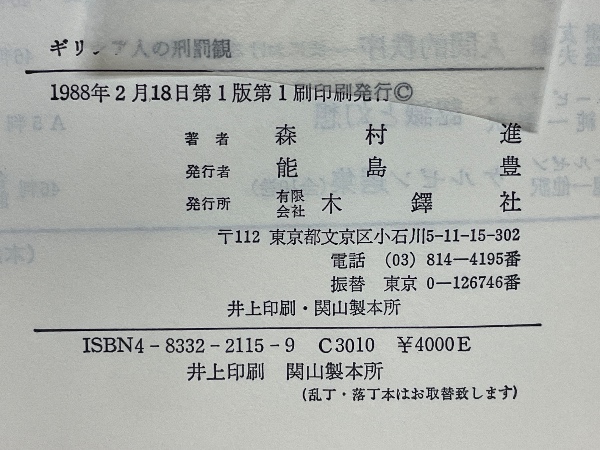 ギリシア人の刑罰観
1988年2月18日第1版第1刷印刷発行©
著者 森村進
発行者 能島豊
発行所 有限会社 木鐸社
〒112 東京都文京区小石川5-11-15-302
電話 (03) 814-4195番
振替 東京 0-126746番
井上印刷・関山製本所
ISBN4-8332-2115-9 C3010 ¥4000E
井上印刷 関山製本所
(乱丁・落丁本はお取替致します)